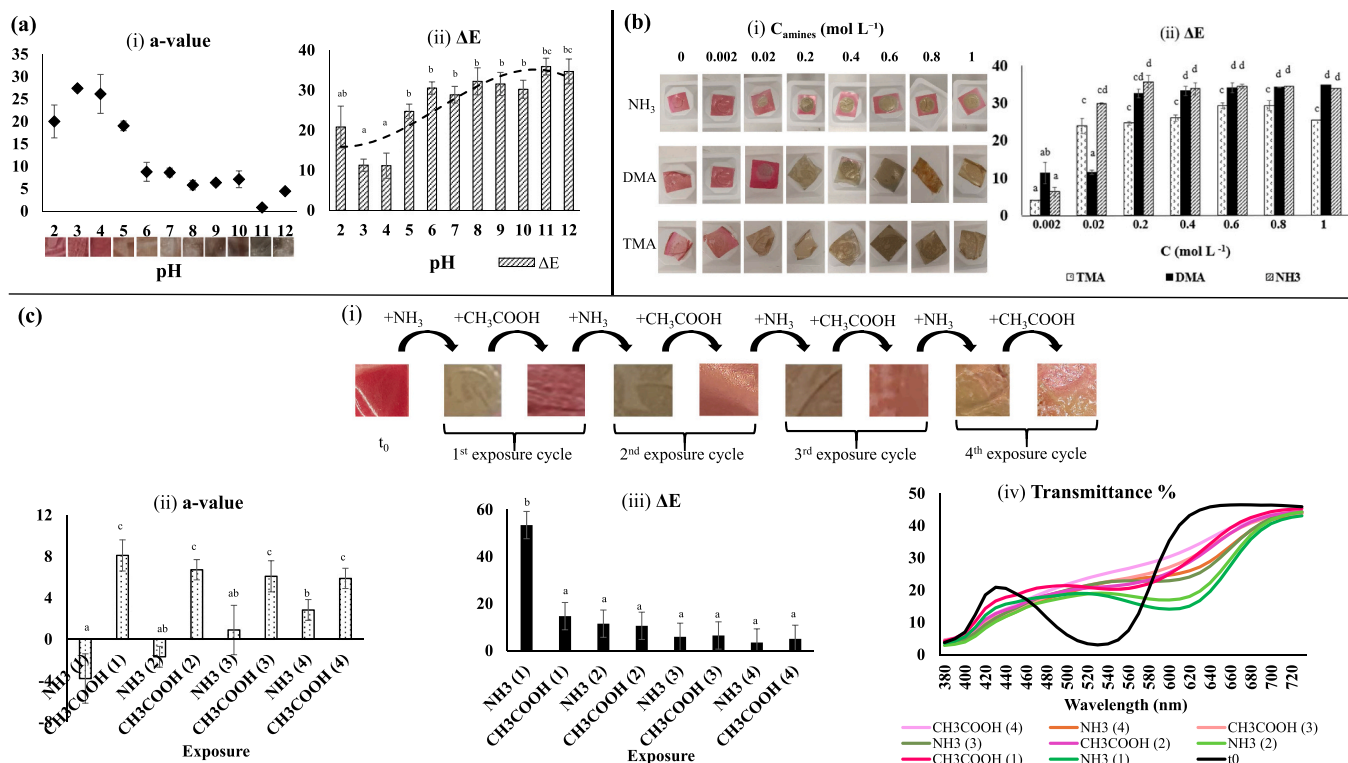 (a)
(i) a-value
35
30
25
20
15
10
5
0
2 3 4 5 6 7 8 9 10 11 12
pH
(ii) ΔE
40
30
20
10
0
ab a a b b b b b b bc bc
2 3 4 5 6 7 8 9 10 11 12
pH
ΔE
(b)
(i) C amines (mol L⁻¹)
0 0.002 0.02 0.2 0.4 0.6 0.8 1
NH₃
DMA
TMA
(ii) ΔE
40
30
20
10
0
a ab a
c a c
c cd d
c cd d
c d d
c d d
c d d
0.002 0.02 0.2 0.4 0.6 0.8 1
C (mol L⁻¹)
TMA DMA NH3
(c)
(i)
+NH₃ +CH₃COOH +NH₃ +CH₃COOH +NH₃ +CH₃COOH +NH₃ +CH₃COOH
t₀
1ˢᵗ exposure cycle 2ⁿᵈ exposure cycle 3ʳᵈ exposure cycle 4ᵗʰ exposure cycle
(ii) a-value
12
8
4
0
-4
-8
a c ab c ab c b c
NH3 (1)
CH3COOH (1)
NH3 (2)
CH3COOH (2)
NH3 (3)
CH3COOH (3)
NH3 (4)
CH3COOH (4)
Exposure
(iii) ΔE
60
40
20
0
b a a a a a a a
NH3 (1)
CH3COOH (1)
NH3 (2)
CH3COOH (2)
NH3 (3)
CH3COOH (3)
NH3 (4)
CH3COOH (4)
Exposure
(iv) Transmittance %
50
40
30
20
10
0
380 400 420 440 460 480 500 520 540 560 580 600 620 640 660 680 700 720
Wavelength (nm)
CH3COOH (4) NH3 (4) CH3COOH (3)
NH3 (3) CH3COOH (2) NH3 (2)
CH3COOH (1) NH3 (1) t0